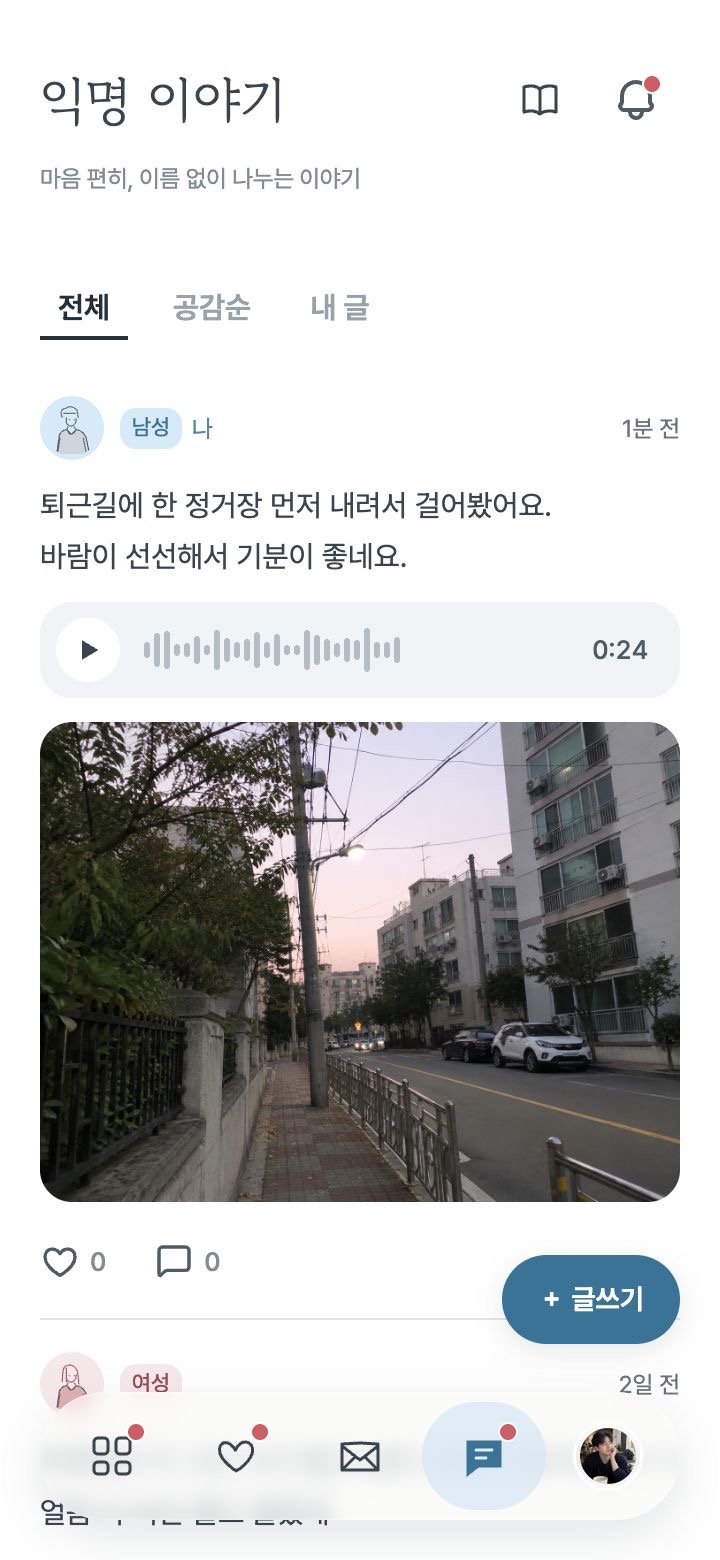 익명 이야기
마음 편히, 이름 없이 나누는 이야기
전체 공감순 내 글
남성 나 1분 전
퇴근길에 한 정거장 먼저 내려서 걸어봤어요.
바람이 선선해서 기분이 좋네요.
0:24
0 0
+ 글쓰기
여성 2일 전